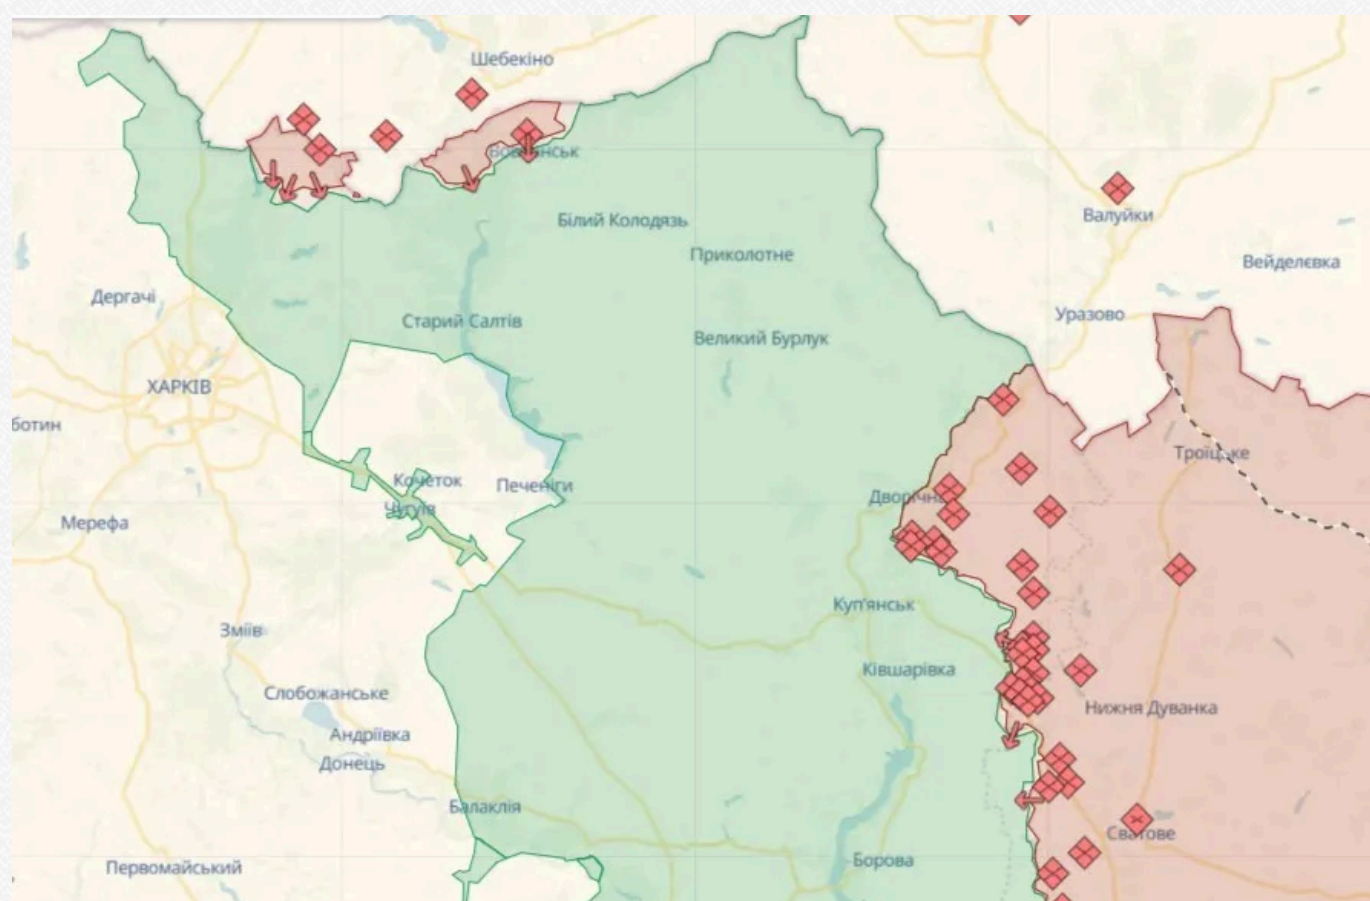 Шебекіно
Вовчанськ
Білий Колодязь
Валуйки
Приколотне
Вейделєвка
Дергачі
Уразово
Старий Салтів
Великий Бурлук
ХАРКІВ
ботин
Троїцьке
Кочеток
Печеніги
Дворічна
Чугуїв
Мерефа
Куп'янськ
Зміїв
Ківшарівка
Слобожанське
Нижня Дуванка
Андріївка
Донець
Балаклія
Сватове
Борова
Первомайський